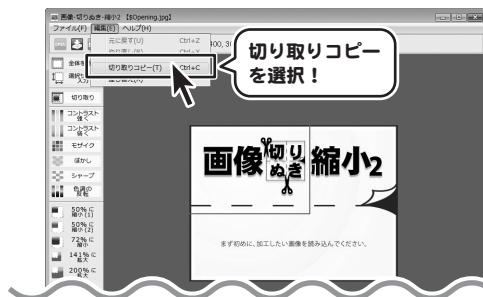 画像-切りぬき-縮小2 【$Opening.jpg】
ファイル(F) 編集(E) ヘルプ(H)
元に戻す(U) Ctrl+Z
切り取りコピー(T) Ctrl+C
切り取りコピー
を選択！
切り取り
コントラスト
強く
コントラスト
弱く
モザイク
ぼかし
シャープ
色調の
反転
50% に
縮小 (1)
50% に
縮小 (2)
72% に
縮小
141% に
拡大
200% に
拡大
画像切りぬき縮小2
まず初めに、加工したい画像を読み込んでください。